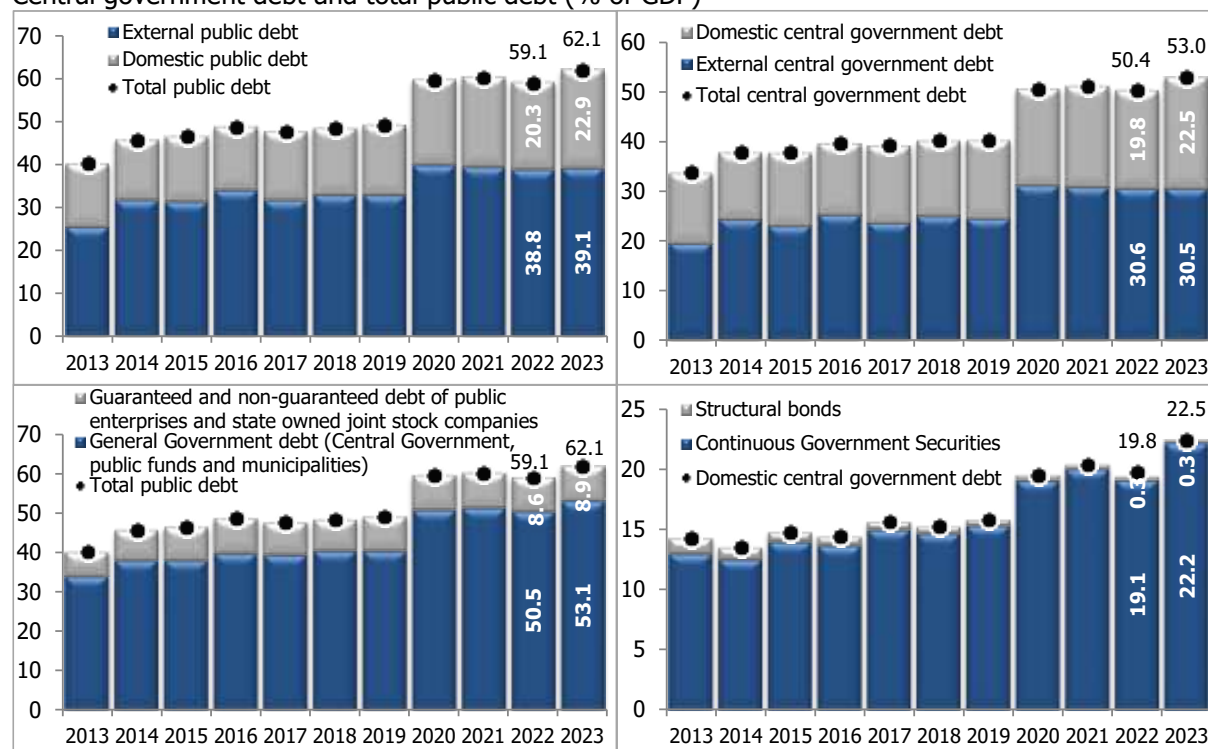 Central government debt and total public debt (% of GDP)
External public debt
Domestic public debt
Total public debt
59.1
62.1
70
60
50
40
30
20
10
0
20.3
22.9
38.8
39.1
2013 2014 2015 2016 2017 2018 2019 2020 2021 2022 2023
Domestic central government debt
External central government debt
Total central government debt
50.4
53.0
60
50
40
30
20
10
0
19.8
22.5
30.6
30.5
2013 2014 2015 2016 2017 2018 2019 2020 2021 2022 2023
Guaranteed and non-guaranteed debt of public
enterprises and state owned joint stock companies
General Government debt (Central Government,
public funds and municipalities)
Total public debt
59.1
62.1
70
60
50
40
30
20
10
0
8.6
8.9
50.5
53.1
2013 2014 2015 2016 2017 2018 2019 2020 2021 2022 2023
Structural bonds
Continuous Government Securities
Domestic central government debt
19.8
22.5
25
20
15
10
5
0
0.3
0.3
19.1
22.2
2013 2014 2015 2016 2017 2018 2019 2020 2021 2022 2023